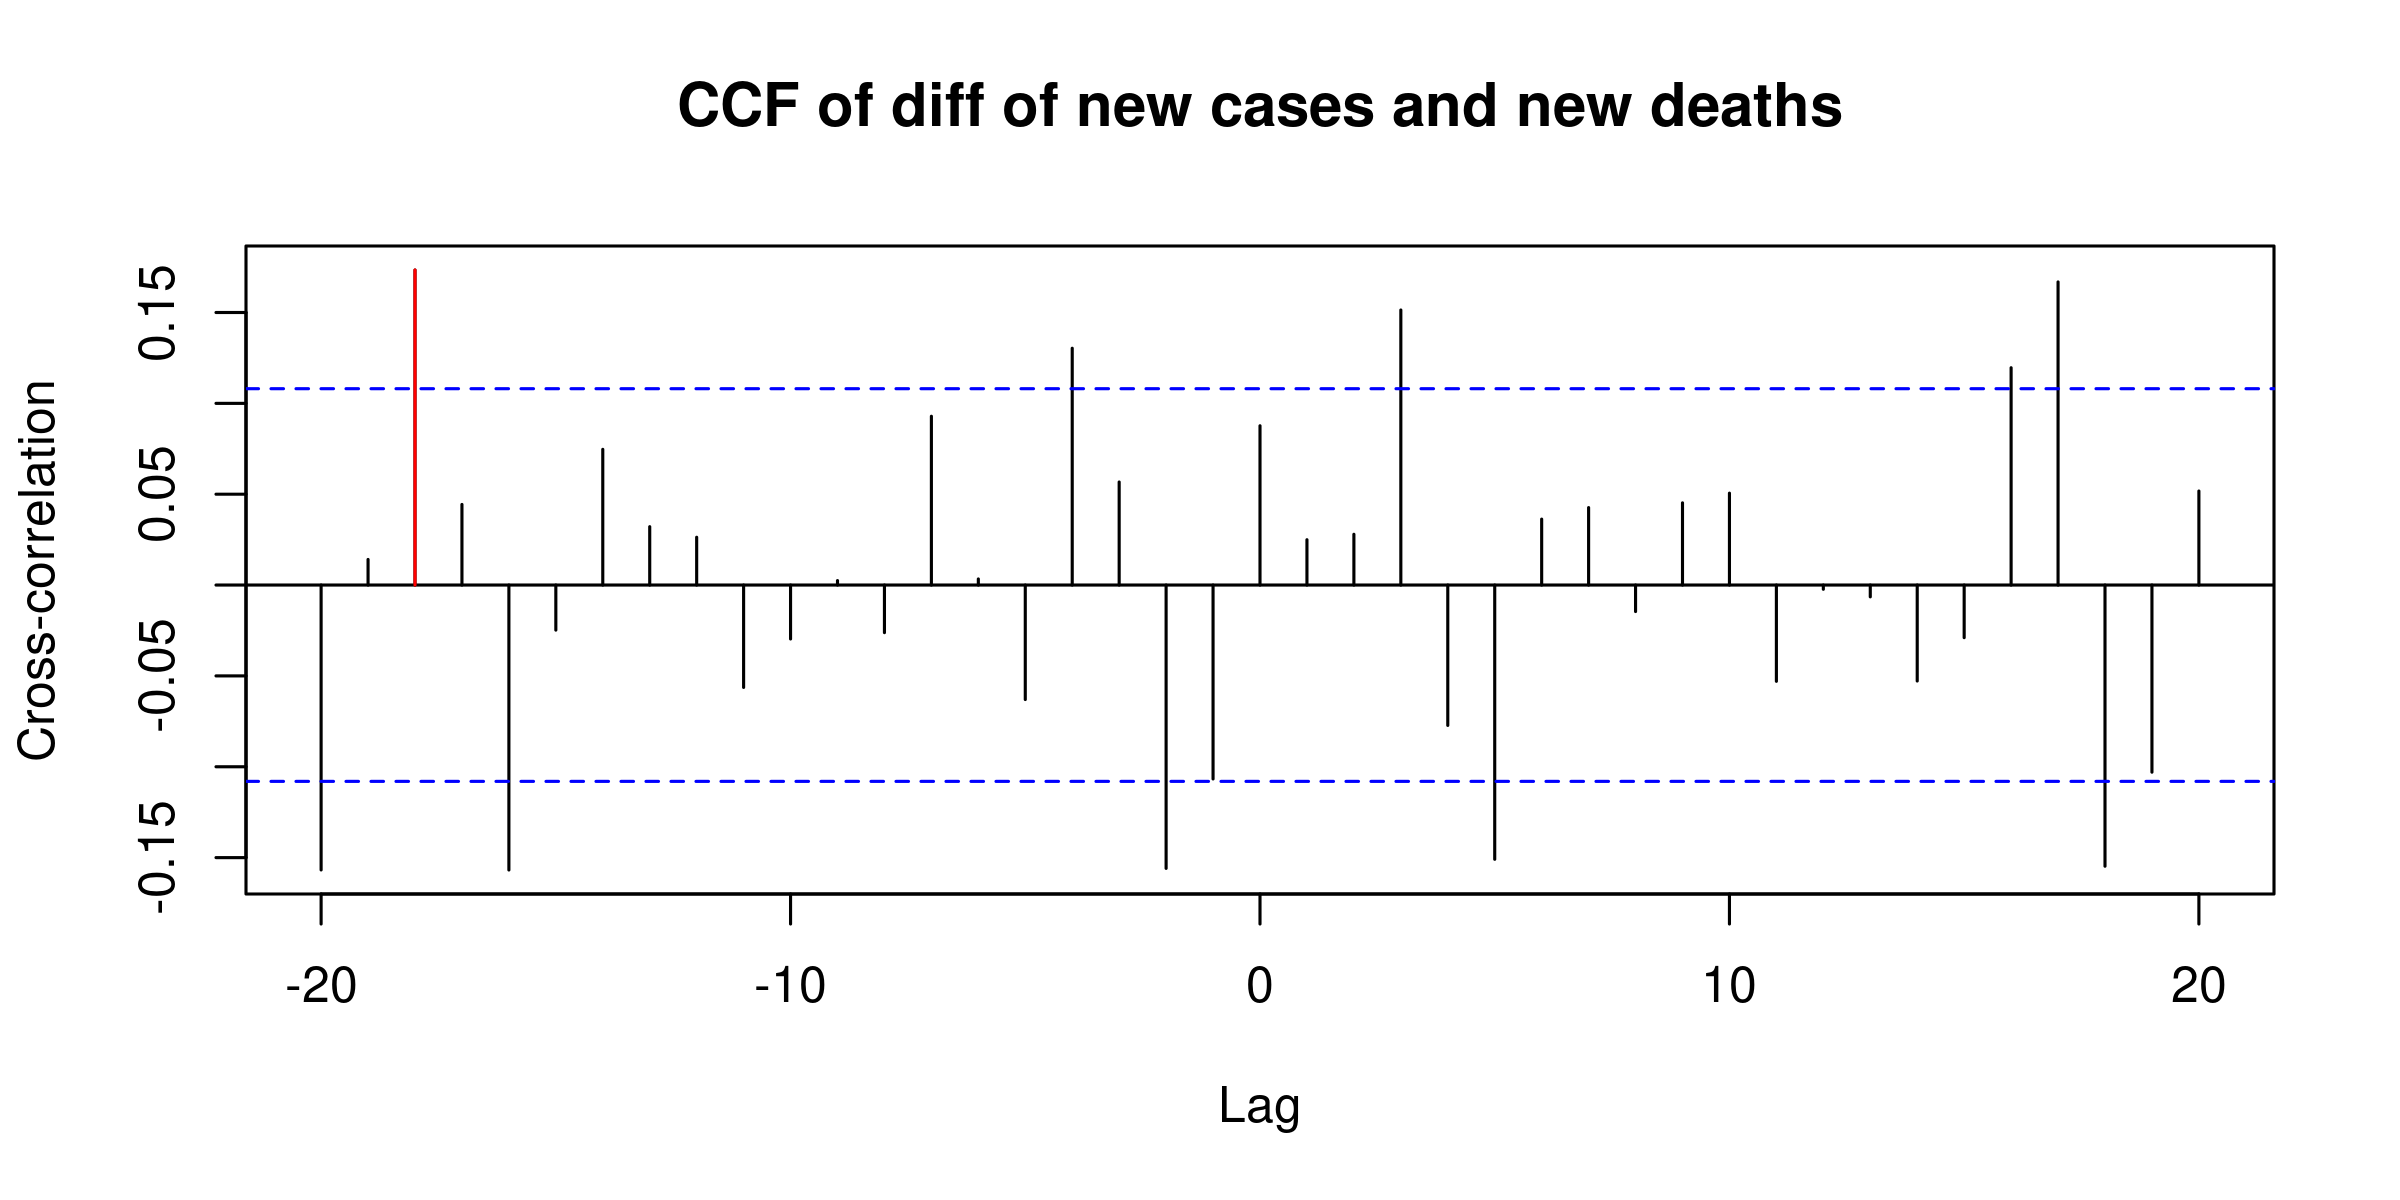 CCF of diff of new cases and new deaths
Cross-correlation
0.15
0.05
-0.05
-0.15
-20 -10 0 10 20
Lag